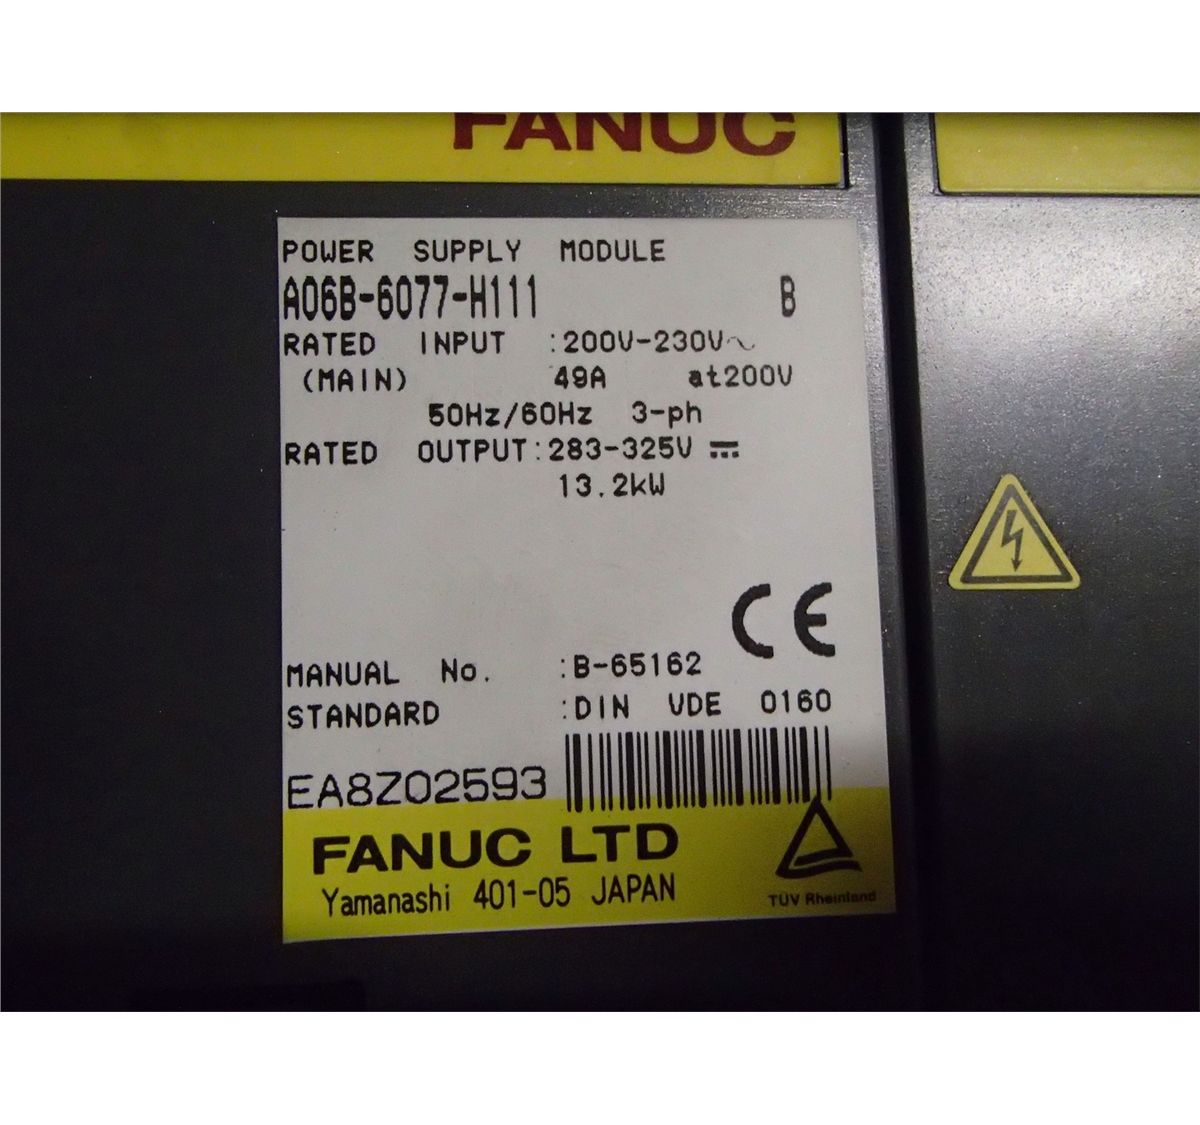 FANUC
POWER SUPPLY MODULE
A06B-6077-H111 B
RATED INPUT :200V-230V~
(MAIN) 49A at200V
50Hz/60Hz 3-ph
RATED OUTPUT:283-325V ⎓
13.2kW
CE
MANUAL No. :B-65162
STANDARD :DIN VDE 0160
EA8Z02593
FANUC LTD
Yamanashi 401-05 JAPAN
TÜV Rheinland